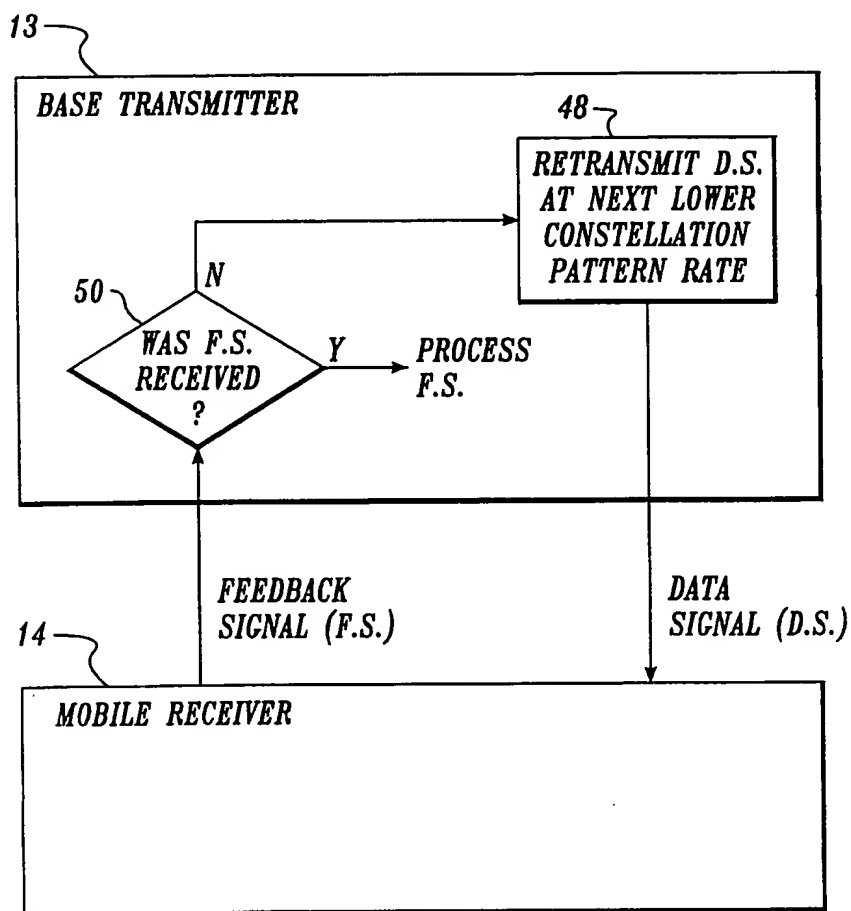 13
BASE TRANSMITTER
48
RETRANSMIT D.S.
AT NEXT LOWER
CONSTELLATION
PATTERN RATE
N
50
WAS F.S.
RECEIVED
?
Y
PROCESS
F.S.
FEEDBACK
SIGNAL (F.S.)
DATA
SIGNAL (D.S.)
14
MOBILE RECEIVER